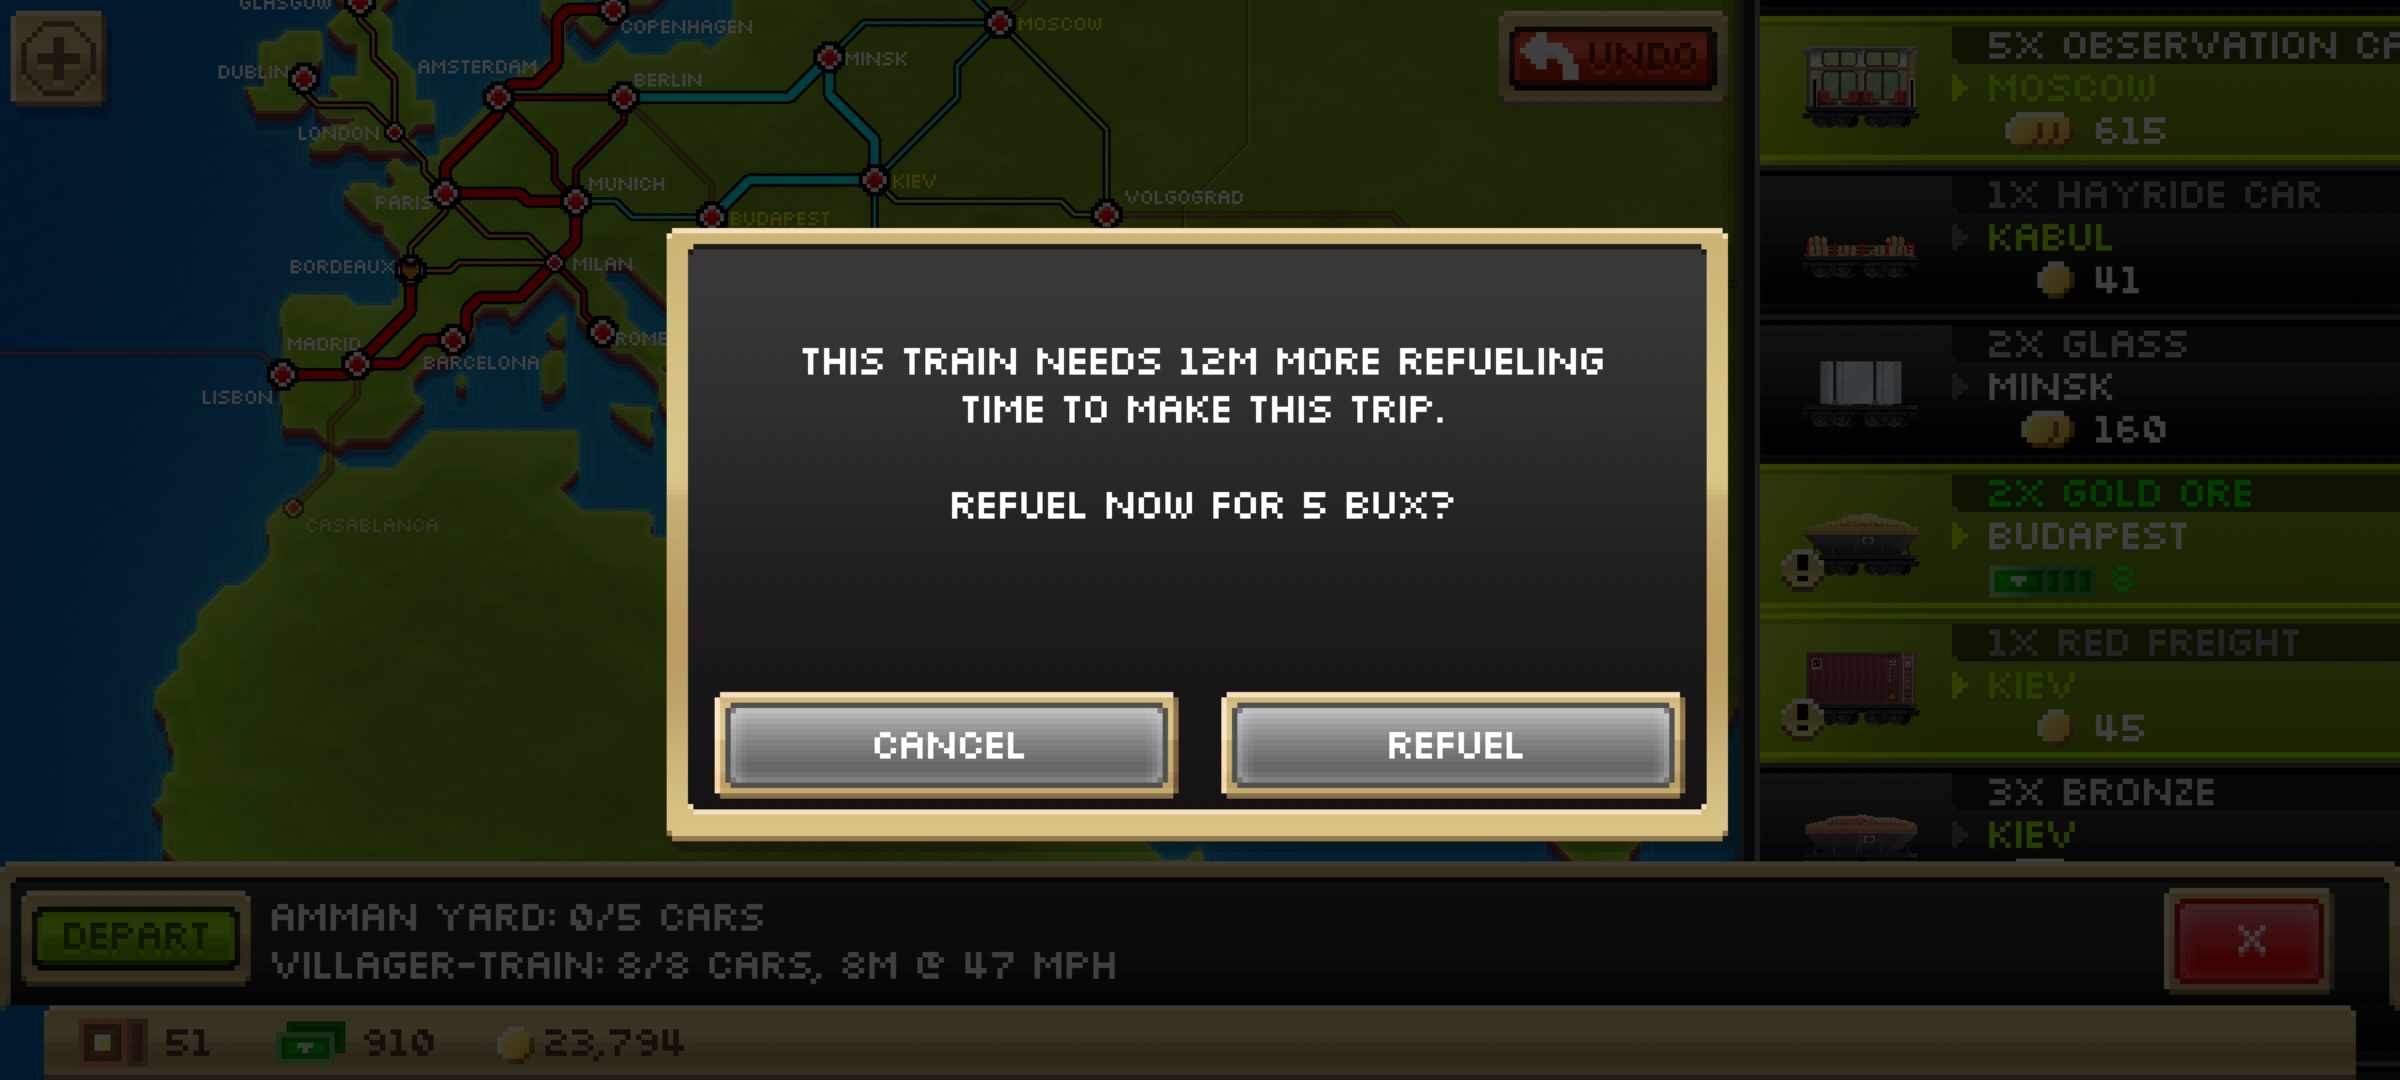 GLASGOW
COPENHAGEN
MOSCOW
DUBLIN
AMSTERDAM
BERLIN
MINSK
LONDON
PARIS
MUNICH
KIEV
VOLGOGRAD
BUDAPEST
BORDEAUX
MILAN
MADRID
BARCELONA
ROME
LISBON
CASABLANCA
UNDO
5X OBSERVATION CA
MOSCOW
615
1X HAYRIDE CAR
KABUL
41
2X GLASS
MINSK
160
2X GOLD ORE
BUDAPEST
8
1X RED FREIGHT
KIEV
45
3X BRONZE
KIEV
THIS TRAIN NEEDS 12M MORE REFUELING
TIME TO MAKE THIS TRIP.
REFUEL NOW FOR 5 BUX?
CANCEL
REFUEL
DEPART
AMMAN YARD: 0/5 CARS
VILLAGER-TRAIN: 8/8 CARS, 8M @ 47 MPH
X
51
910
23,794